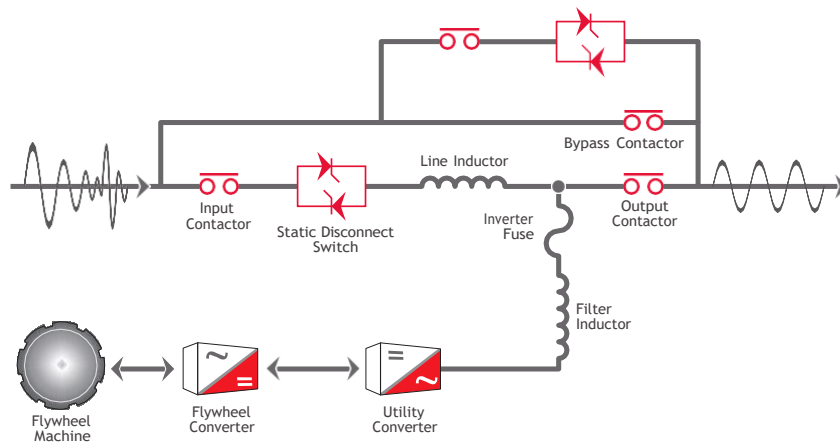 Bypass Contactor
Line Inductor
Input
Contactor
Static Disconnect
Switch
Inverter
Fuse
Output
Contactor
Filter
Inductor
Flywheel
Machine
Flywheel
Converter
Utility
Converter